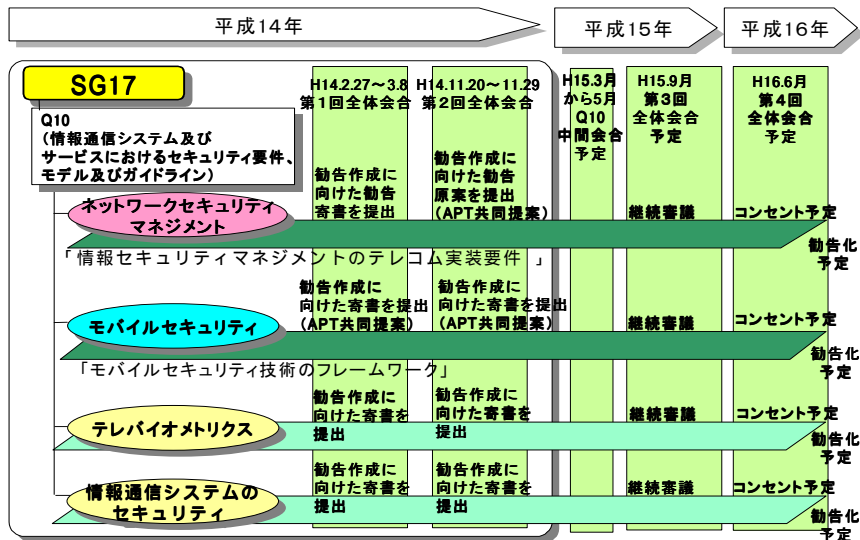 平成14年
平成15年
平成16年
SG17
Q10
(情報通信システム及び
サービスにおけるセキュリティ要件、
モデル及びガイドライン)
H14.2.27～3.8
第1回全体会合
H14.11.20～11.29
第2回全体会合
H15.3月
から5月
Q10
中間会合
予定
H15.9月
第3回
全体会合
予定
H16.6月
第4回
全体会合
予定
ネットワークセキュリティ
マネジメント
勧告作成に
向けた勧告
寄書を提出
勧告作成に
向けた勧告
原案を提出
(APT共同提案)
継続審議
コンセント予定
勧告化
予定
「情報セキュリティマネジメントのテレコム実装要件 」
モバイルセキュリティ
勧告作成に
向けた寄書を提出
(APT共同提案)
勧告作成に
向けた寄書を提出
(APT共同提案)
継続審議
コンセント予定
勧告化
予定
「モバイルセキュリティ技術のフレームワーク」
テレバイオメトリクス
勧告作成に
向けた寄書を
提出
勧告作成に
向けた寄書を
提出
継続審議
コンセント予定
勧告化
予定
情報通信システムの
セキュリティ
勧告作成に
向けた寄書を
提出
勧告作成に
向けた寄書を
提出
継続審議
コンセント予定
勧告化
予定